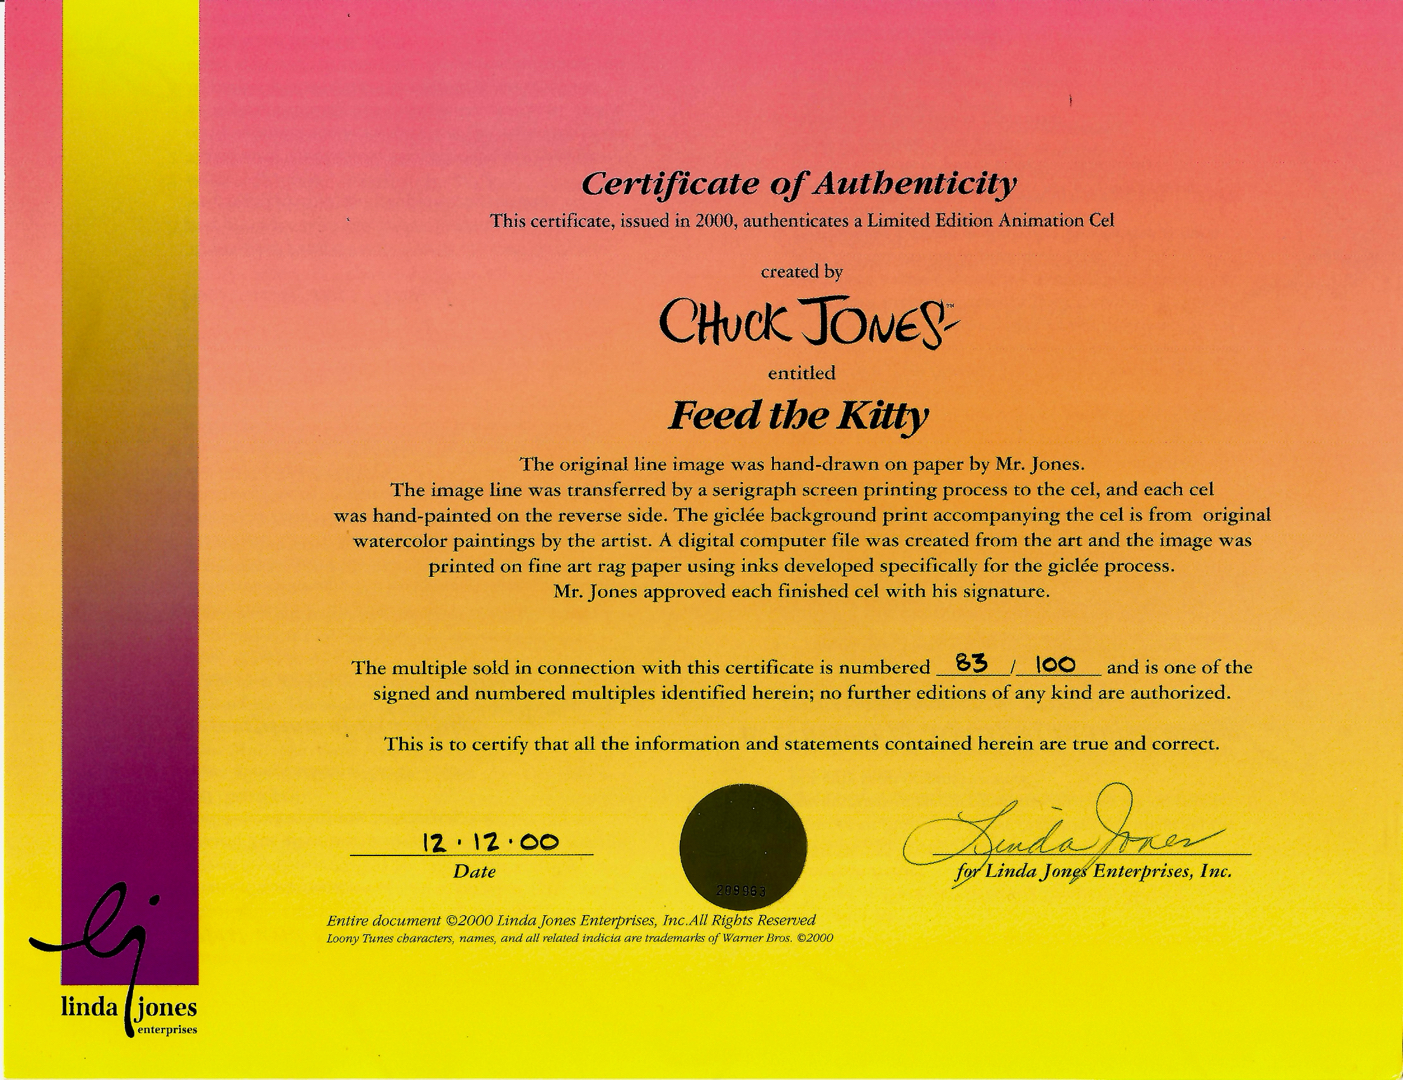 Certificate of Authenticity
This certificate, issued in 2000, authenticates a Limited Edition Animation Cel
created by
CHUCK JONES™
entitled
Feed the Kitty
The original line image was hand-drawn on paper by Mr. Jones.
The image line was transferred by a serigraph screen printing process to the cel, and each cel
was hand-painted on the reverse side. The giclée background print accompanying the cel is from original
watercolor paintings by the artist. A digital computer file was created from the art and the image was
printed on fine art rag paper using inks developed specifically for the giclée process.
Mr. Jones approved each finished cel with his signature.
The multiple sold in connection with this certificate is numbered 83 / 100 and is one of the
signed and numbered multiples identified herein; no further editions of any kind are authorized.
This is to certify that all the information and statements contained herein are true and correct.
12·12·00
Date
Linda Jones
for Linda Jones Enterprises, Inc.
Entire document ©2000 Linda Jones Enterprises, Inc.All Rights Reserved
Loony Tunes characters, names, and all related indicia are trademarks of Warner Bros. ©2000
lj
linda jones
enterprises